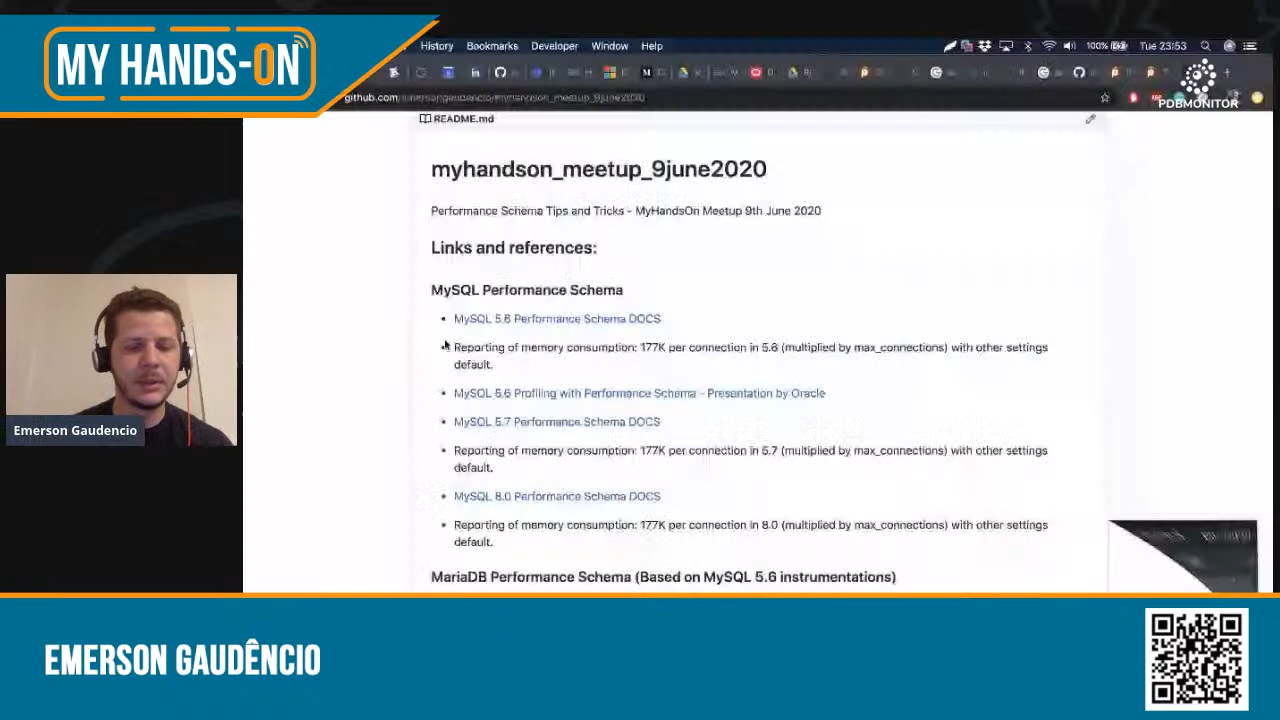 MY HANDS-ON
History Bookmarks Developer Window Help
100% Tue 23:53
PDBMONITOR
github.com/emersongaudencio/myhandson_meetup_9june2020
README.md
myhandson_meetup_9june2020
Performance Schema Tips and Tricks - MyHandsOn Meetup 9th June 2020
Links and references:
MySQL Performance Schema
• MySQL 5.6 Performance Schema DOCS
• Reporting of memory consumption: 177K per connection in 5.6 (multiplied by max_connections) with other settings
default.
• MySQL 5.6 Profiling with Performance Schema - Presentation by Oracle
• MySQL 5.7 Performance Schema DOCS
• Reporting of memory consumption: 177K per connection in 5.7 (multiplied by max_connections) with other settings
default.
• MySQL 8.0 Performance Schema DOCS
• Reporting of memory consumption: 177K per connection in 8.0 (multiplied by max_connections) with other settings
default.
MariaDB Performance Schema (Based on MySQL 5.6 instrumentations)
Emerson Gaudencio
EMERSON GAUDÊNCIO